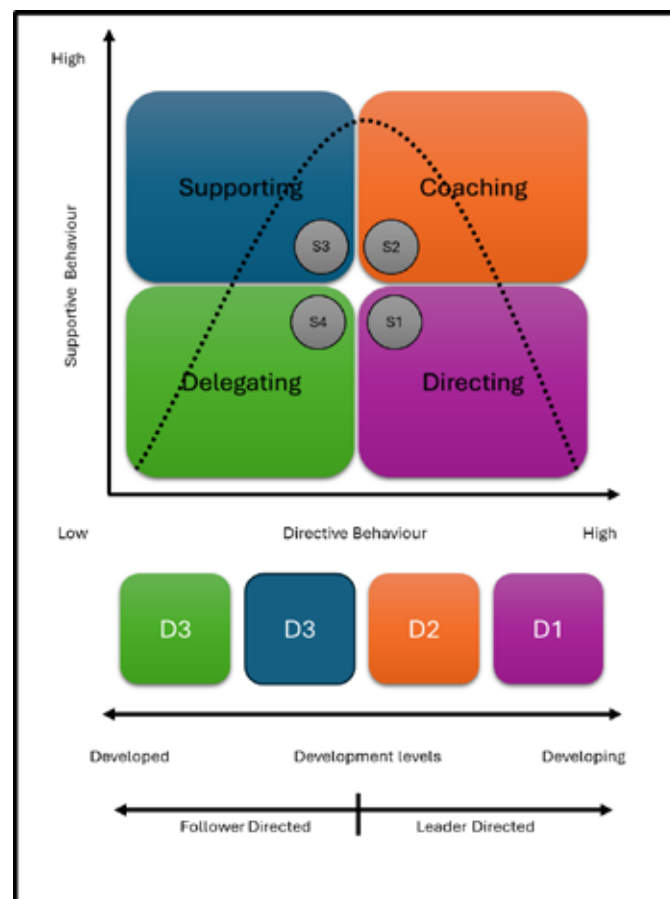 High
Supporting
Coaching
S3
S2
Supportive Behaviour
S4
S1
Delegating
Directing
Low
Directive Behaviour
High
D3
D3
D2
D1
Developed
Development levels
Developing
Follower Directed
Leader Directed